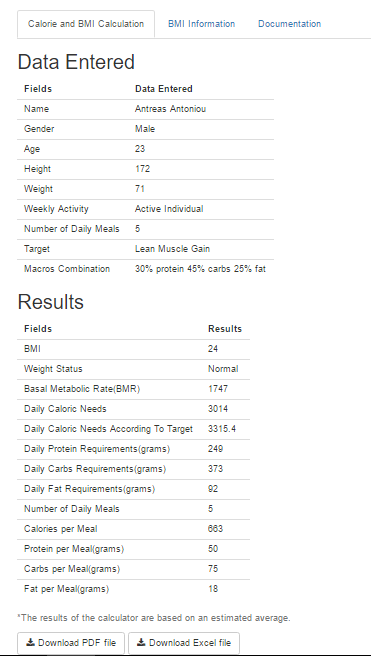 Calorie and BMI Calculation BMI Information Documentation
Data Entered
Fields Data Entered
Name Antreas Antoniou
Gender Male
Age 23
Height 172
Weight 71
Weekly Activity Active Individual
Number of Daily Meals 5
Target Lean Muscle Gain
Macros Combination 30% protein 45% carbs 25% fat
Results
Fields Results
BMI 24
Weight Status Normal
Basal Metabolic Rate(BMR) 1747
Daily Caloric Needs 3014
Daily Caloric Needs According To Target 3315.4
Daily Protein Requirements(grams) 249
Daily Carbs Requirements(grams) 373
Daily Fat Requirements(grams) 92
Number of Daily Meals 5
Calories per Meal 663
Protein per Meal(grams) 50
Carbs per Meal(grams) 75
Fat per Meal(grams) 18
*The results of the calculator are based on an estimated average.
Download PDF file Download Excel file